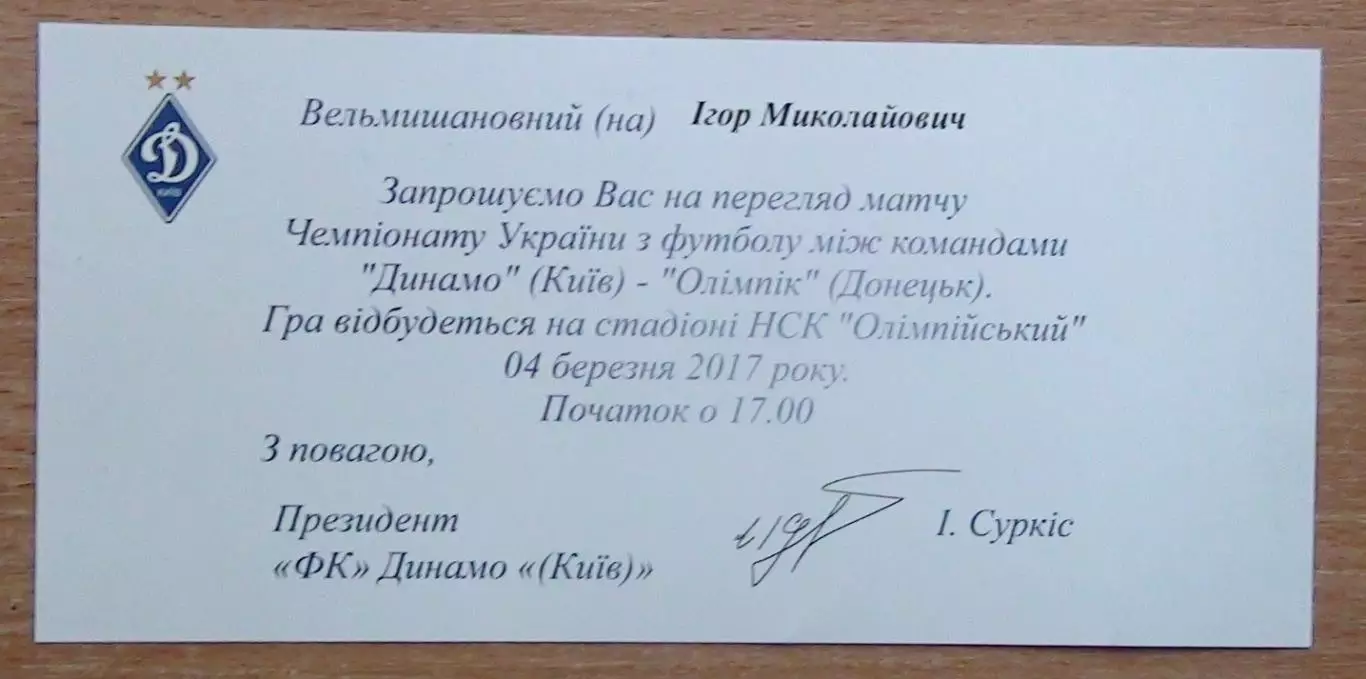 Вельмишановний (на) Ігор Миколайович
Запрошуємо Вас на перегляд матчу
Чемпіонату України з футболу між командами
"Динамо" (Київ) - "Олімпік" (Донецьк).
Гра відбудеться на стадіоні НСК "Олімпійський"
04 березня 2017 року.
Початок о 17.00
З повагою,
Президент
«ФК» Динамо «(Київ)»
І. Суркіс
Д
КИЇВ